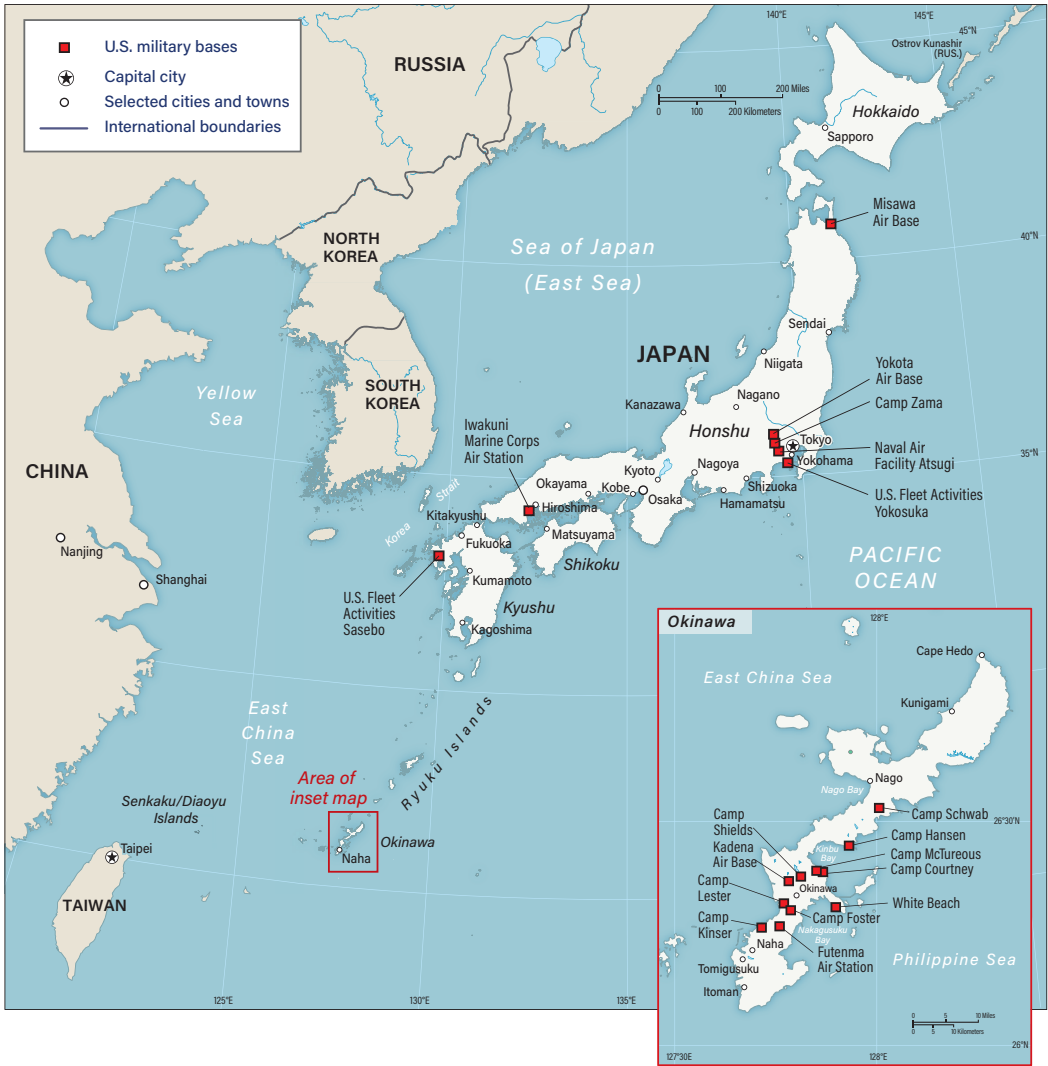 U.S. military bases
Capital city
Selected cities and towns
International boundaries
140°E
145°E
45°N
Ostrov Kunashir
(RUS.)
RUSSIA
0 100 200 Miles
0 100 200 Kilometers
Hokkaido
Sapporo
Misawa
Air Base
NORTH
KOREA
Sea of Japan
(East Sea)
40°N
Sendai
JAPAN
Niigata
Yokota
Air Base
SOUTH
KOREA
Yellow
Sea
Nagano
Kanazawa
Camp Zama
Iwakuni
Marine Corps
Air Station
Honshu
Tokyo
Naval Air
Facility Atsugi
35°N
CHINA
Kyoto
Nagoya
Yokohama
Strait
Okayama
Kobe
Osaka
Shizuoka
U.S. Fleet Activities
Yokosuka
Hiroshima
Hamamatsu
Kitakyushu
Korea
Fukuoka
Matsuyama
Nanjing
PACIFIC
OCEAN
Shikoku
Shanghai
Kumamoto
U.S. Fleet
Activities
Sasebo
Kyushu
Kagoshima
East
China
Sea
Ryukyu Islands
Area of
inset map
Senkaku/Diaoyu
Islands
Okinawa
Naha
Taipei
TAIWAN
125°E
130°E
135°E
Okinawa
128°E
Cape Hedo
East China Sea
Kunigami
Nago
Nago Bay
Camp Schwab
26°30'N
Camp
Shields
Camp Hansen
Kadena
Air Base
Kinbu
Bay
Camp McTureous
Camp Courtney
Camp
Lester
Okinawa
White Beach
Camp
Kinser
Camp Foster
Nakagusuku
Bay
Naha
Futenma
Air Station
Philippine Sea
Tomigusuku
Itoman
0 5 10 Miles
0 5 10 Kilometers
26°N
127°30'E
128°E